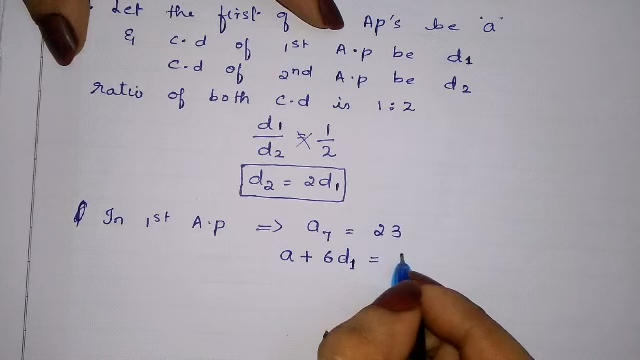 Let the first of Ap's be 'a'
& c.d of 1st A.p be d1
c.d of 2nd A.p be d2
ratio of both c.d is 1:2
d1/d2 = 1/2
d2 = 2d1
In 1st A.p => a7 = 23
a + 6d1 =